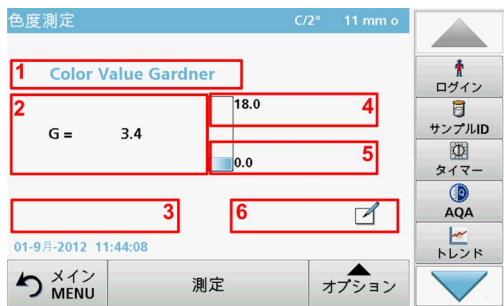 色度測定 C/2° 11 mm o
1 Color Value Gardner
2 18.0 4
G = 3.4
5
0.0
3 6
01-9月-2012 11:44:08
メイン MENU
測定
オプション
ログイン
サンプルID
タイマー
AQA
トレンド